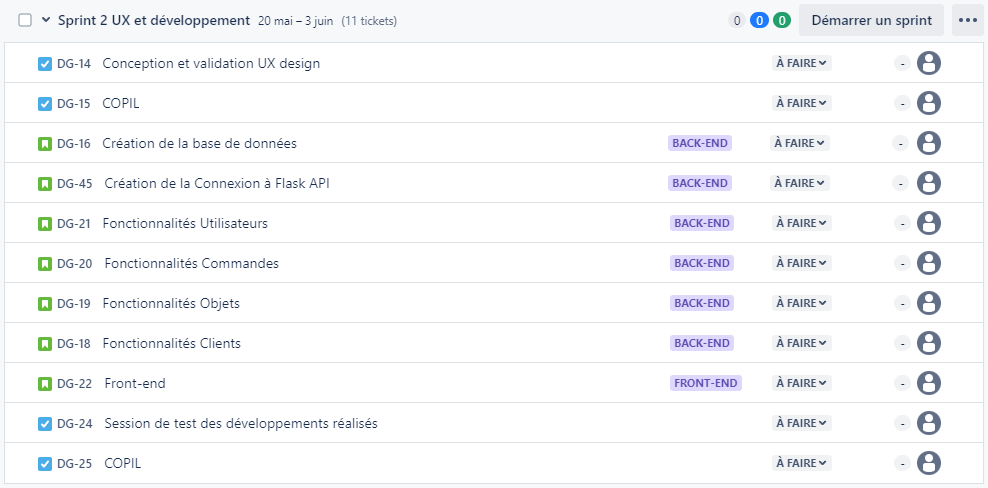 Sprint 2 UX et développement 20 mai – 3 juin (11 tickets) 0 0 0 Démarrer un sprint
DG-14 Conception et validation UX design À FAIRE -
DG-15 COPIL À FAIRE -
DG-16 Création de la base de données BACK-END À FAIRE -
DG-45 Création de la Connexion à Flask API BACK-END À FAIRE -
DG-21 Fonctionnalités Utilisateurs BACK-END À FAIRE -
DG-20 Fonctionnalités Commandes BACK-END À FAIRE -
DG-19 Fonctionnalités Objets BACK-END À FAIRE -
DG-18 Fonctionnalités Clients BACK-END À FAIRE -
DG-22 Front-end FRONT-END À FAIRE -
DG-24 Session de test des développements réalisés À FAIRE -
DG-25 COPIL À FAIRE -